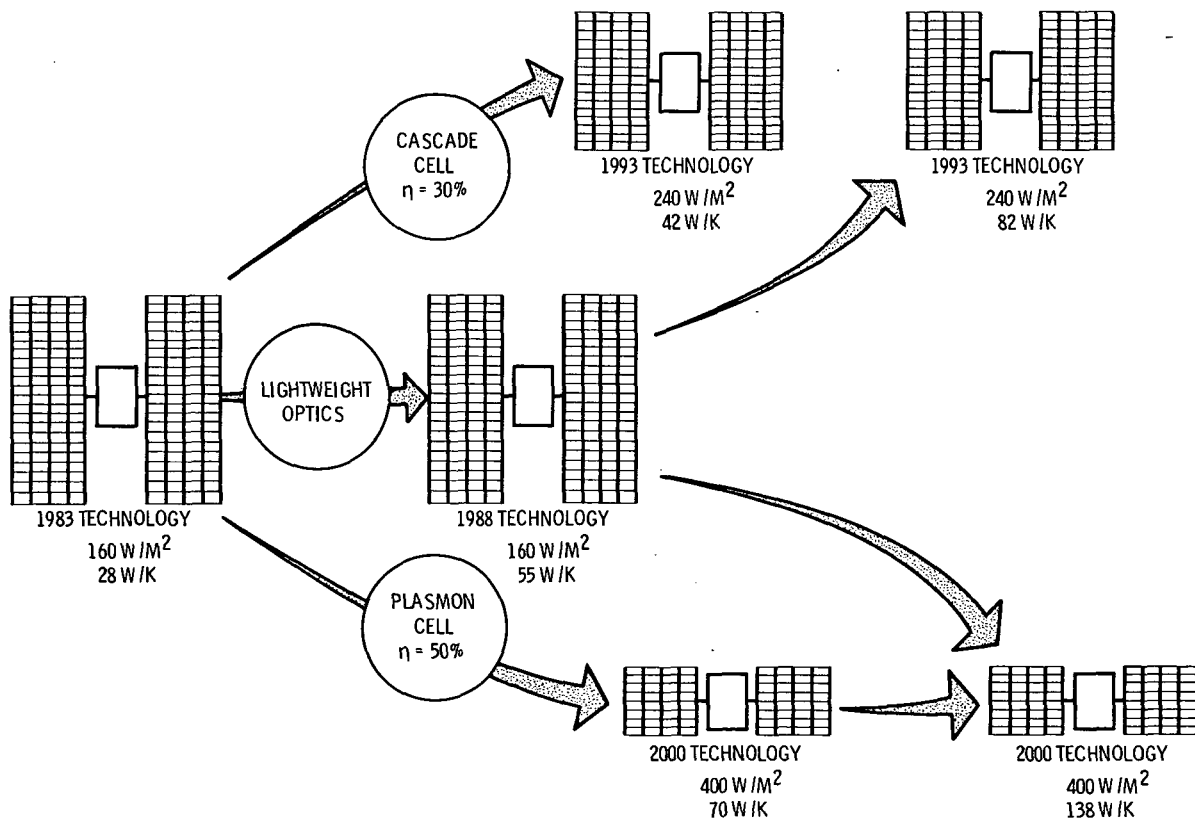 CASCADE
CELL
η = 30%
1993 TECHNOLOGY
240 W/M²
42 W/K
1993 TECHNOLOGY
240 W/M²
82 W/K
LIGHTWEIGHT
OPTICS
1983 TECHNOLOGY
160 W/M²
28 W/K
1988 TECHNOLOGY
160 W/M²
55 W/K
PLASMON
CELL
η = 50%
2000 TECHNOLOGY
400 W/M²
70 W/K
2000 TECHNOLOGY
400 W/M²
138 W/K